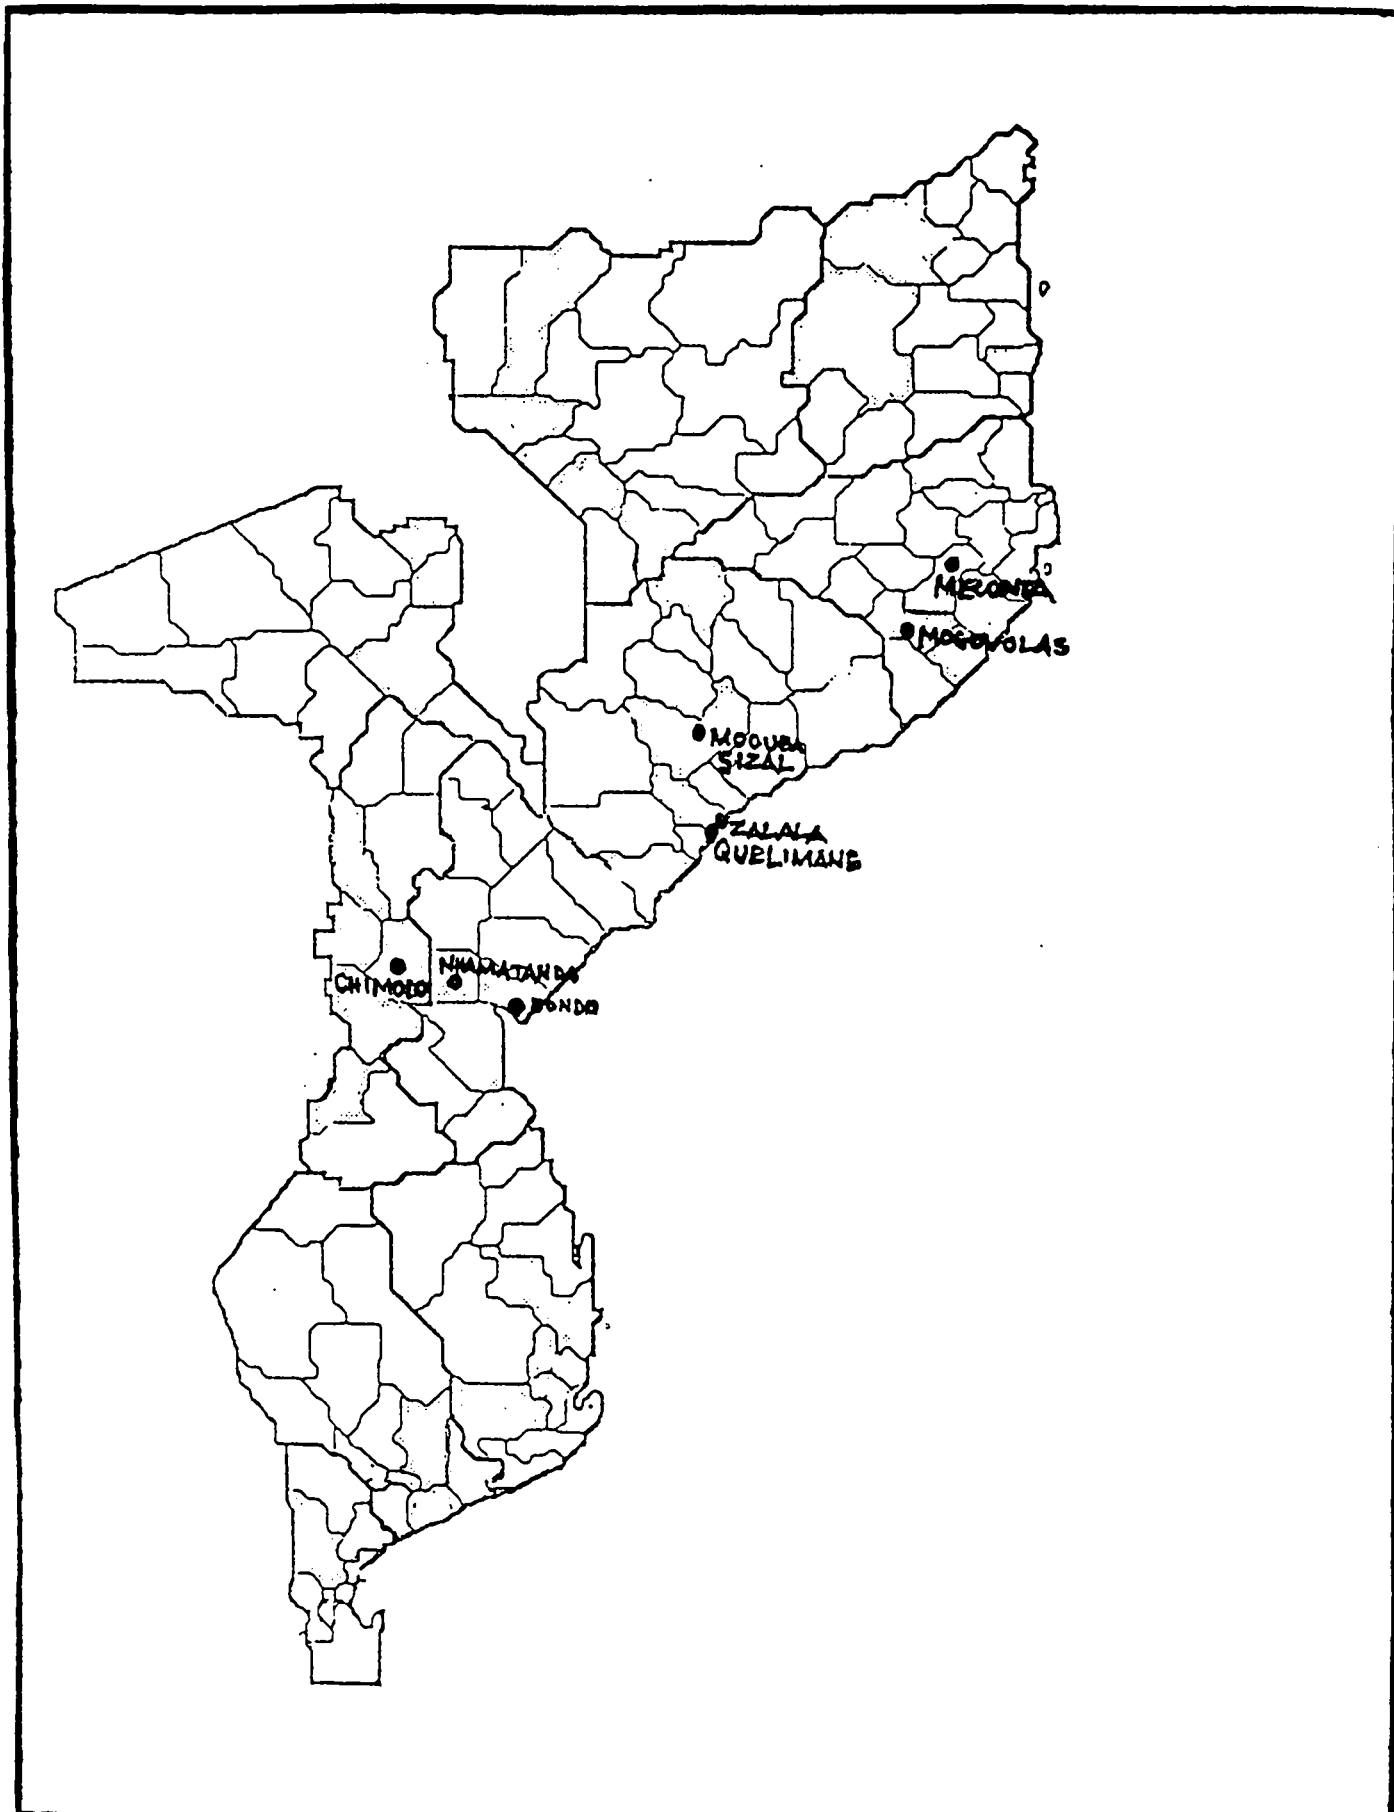 MECONTA
MOGOVOLAS
MOCUBA
SIZAL
ZALALA
QUELIMANE
NHAMATANDA
CHIMOIO
DONDO